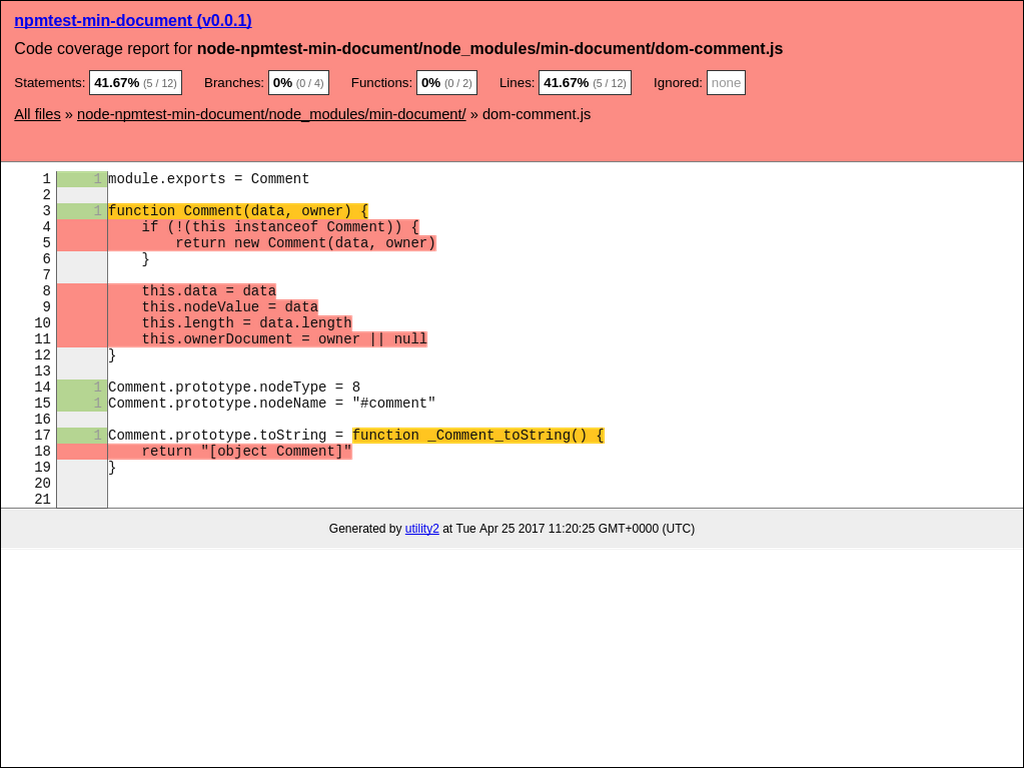 npmtest-min-document (v0.0.1)
Code coverage report for node-npmtest-min-document/node_modules/min-document/dom-comment.js
Statements: 41.67% (5 / 12) Branches: 0% (0 / 4) Functions: 0% (0 / 2) Lines: 41.67% (5 / 12) Ignored: none
All files » node-npmtest-min-document/node_modules/min-document/ » dom-comment.js
1 1 module.exports = Comment
2
3 1 function Comment(data, owner) {
4     if (!(this instanceof Comment)) {
5         return new Comment(data, owner)
6     }
7
8     this.data = data
9     this.nodeValue = data
10     this.length = data.length
11     this.ownerDocument = owner || null
12 }
13
14 1 Comment.prototype.nodeType = 8
15 1 Comment.prototype.nodeName = "#comment"
16
17 1 Comment.prototype.toString = function _Comment_toString() {
18     return "[object Comment]"
19 }
20
21
Generated by utility2 at Tue Apr 25 2017 11:20:25 GMT+0000 (UTC)